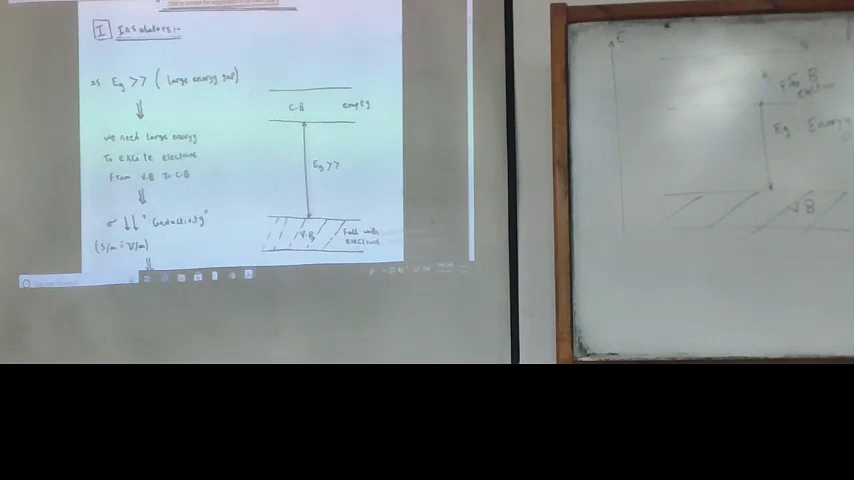 I Insulators:-
as Eg >> ( large energy gap)
⇓
we need large energy
To excite electrons
From V.B To C.B
⇓
σ ↓↓ "Conductivity"
(S/m = ℧/m)
⇓
C-B empty
Eg >>
V.B Full with
electrons
E
Eg : Energy
VB